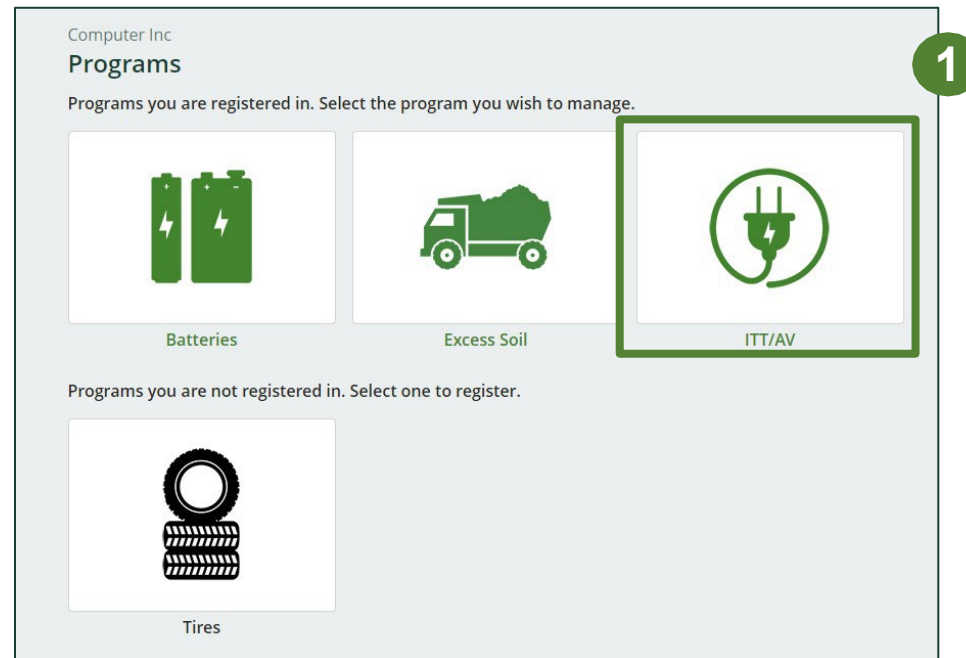 Computer Inc
Programs
1
Programs you are registered in. Select the program you wish to manage.
Batteries
Excess Soil
ITT/AV
Programs you are not registered in. Select one to register.
Tires